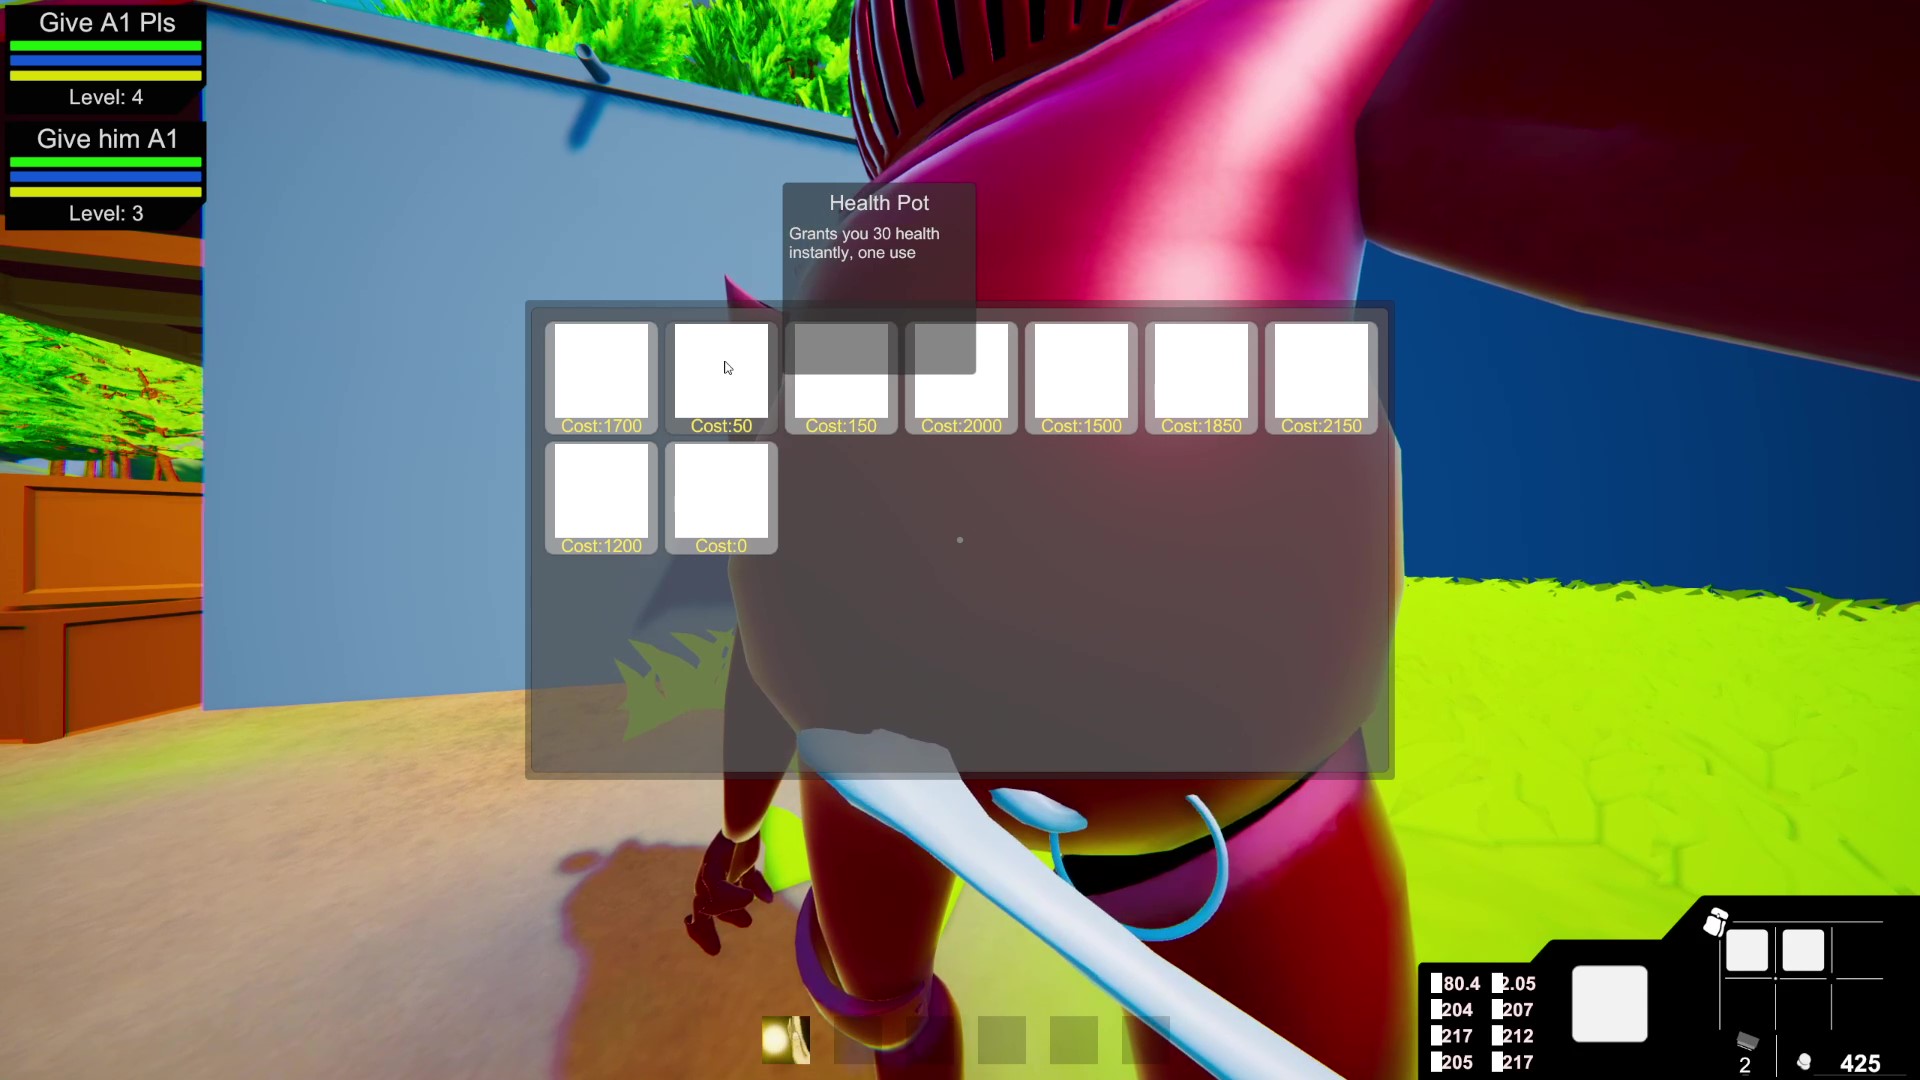 Give A1 Pls
Level: 4
Give him A1
Level: 3
Health Pot
Grants you 30 health
instantly, one use
Cost:1700
Cost:50
Cost:150
Cost:2000
Cost:1500
Cost:1850
Cost:2150
Cost:1200
Cost:0
80.4 2.05
204 207
217 212
205 217
2
425